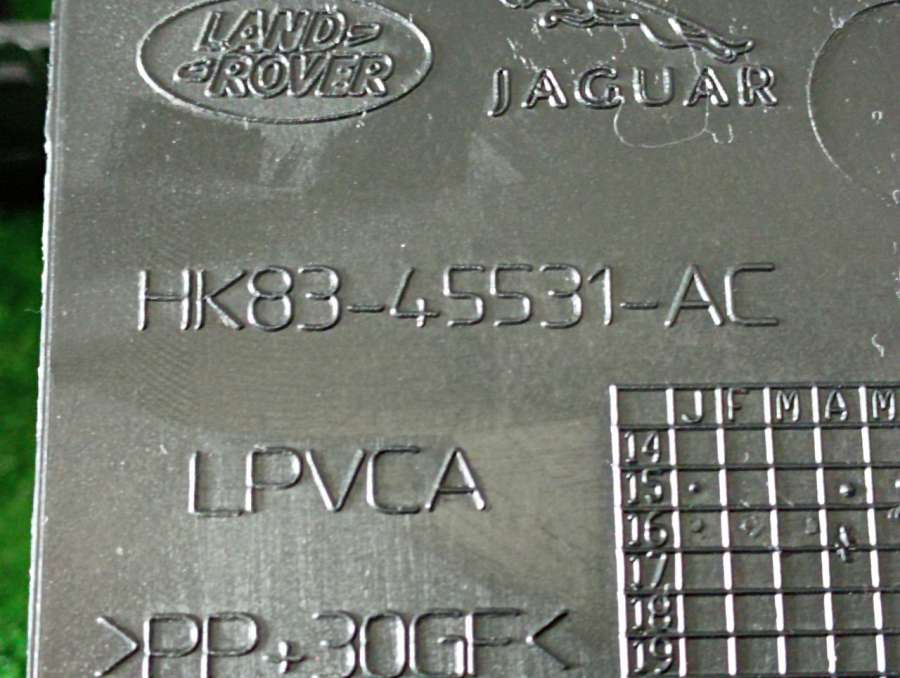 LAND
ROVER
JAGUAR
HK83-45531-AC
LPVCA
>PP+30GF<
J F M A M
14
15
16
17
18
19